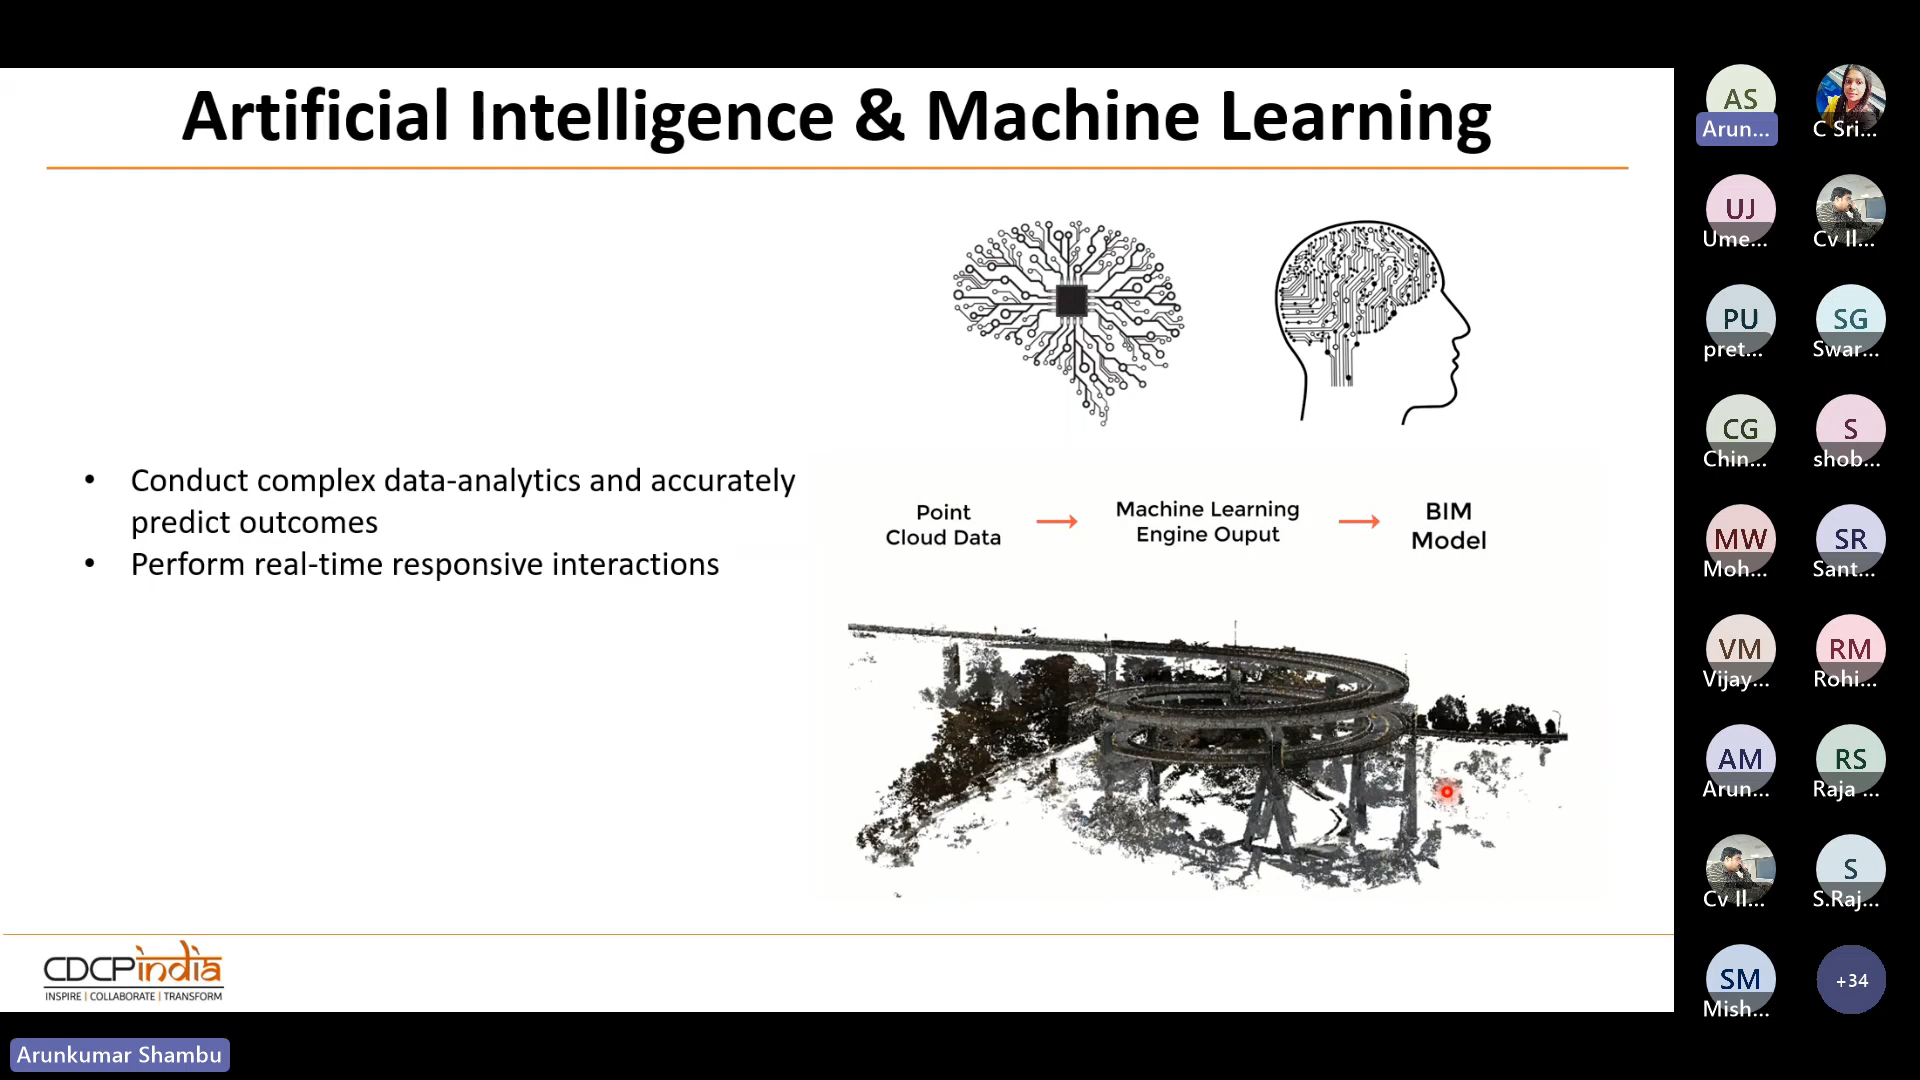 Artificial Intelligence & Machine Learning
• Conduct complex data-analytics and accurately
predict outcomes
• Perform real-time responsive interactions
Point
Cloud Data
Machine Learning
Engine Ouput
BIM
Model
CDCPindia
INSPIRE | COLLABORATE | TRANSFORM
Arunkumar Shambu
AS
Arun...
C Sri...
UJ
Ume...
Cv Il...
PU
pret...
SG
Swar...
CG
Chin...
S
shob...
MW
Moh...
SR
Sant...
VM
Vijay...
RM
Rohi...
AM
Arun...
RS
Raja ...
Cv Il...
S
S.Raj...
SM
Mish...
+34